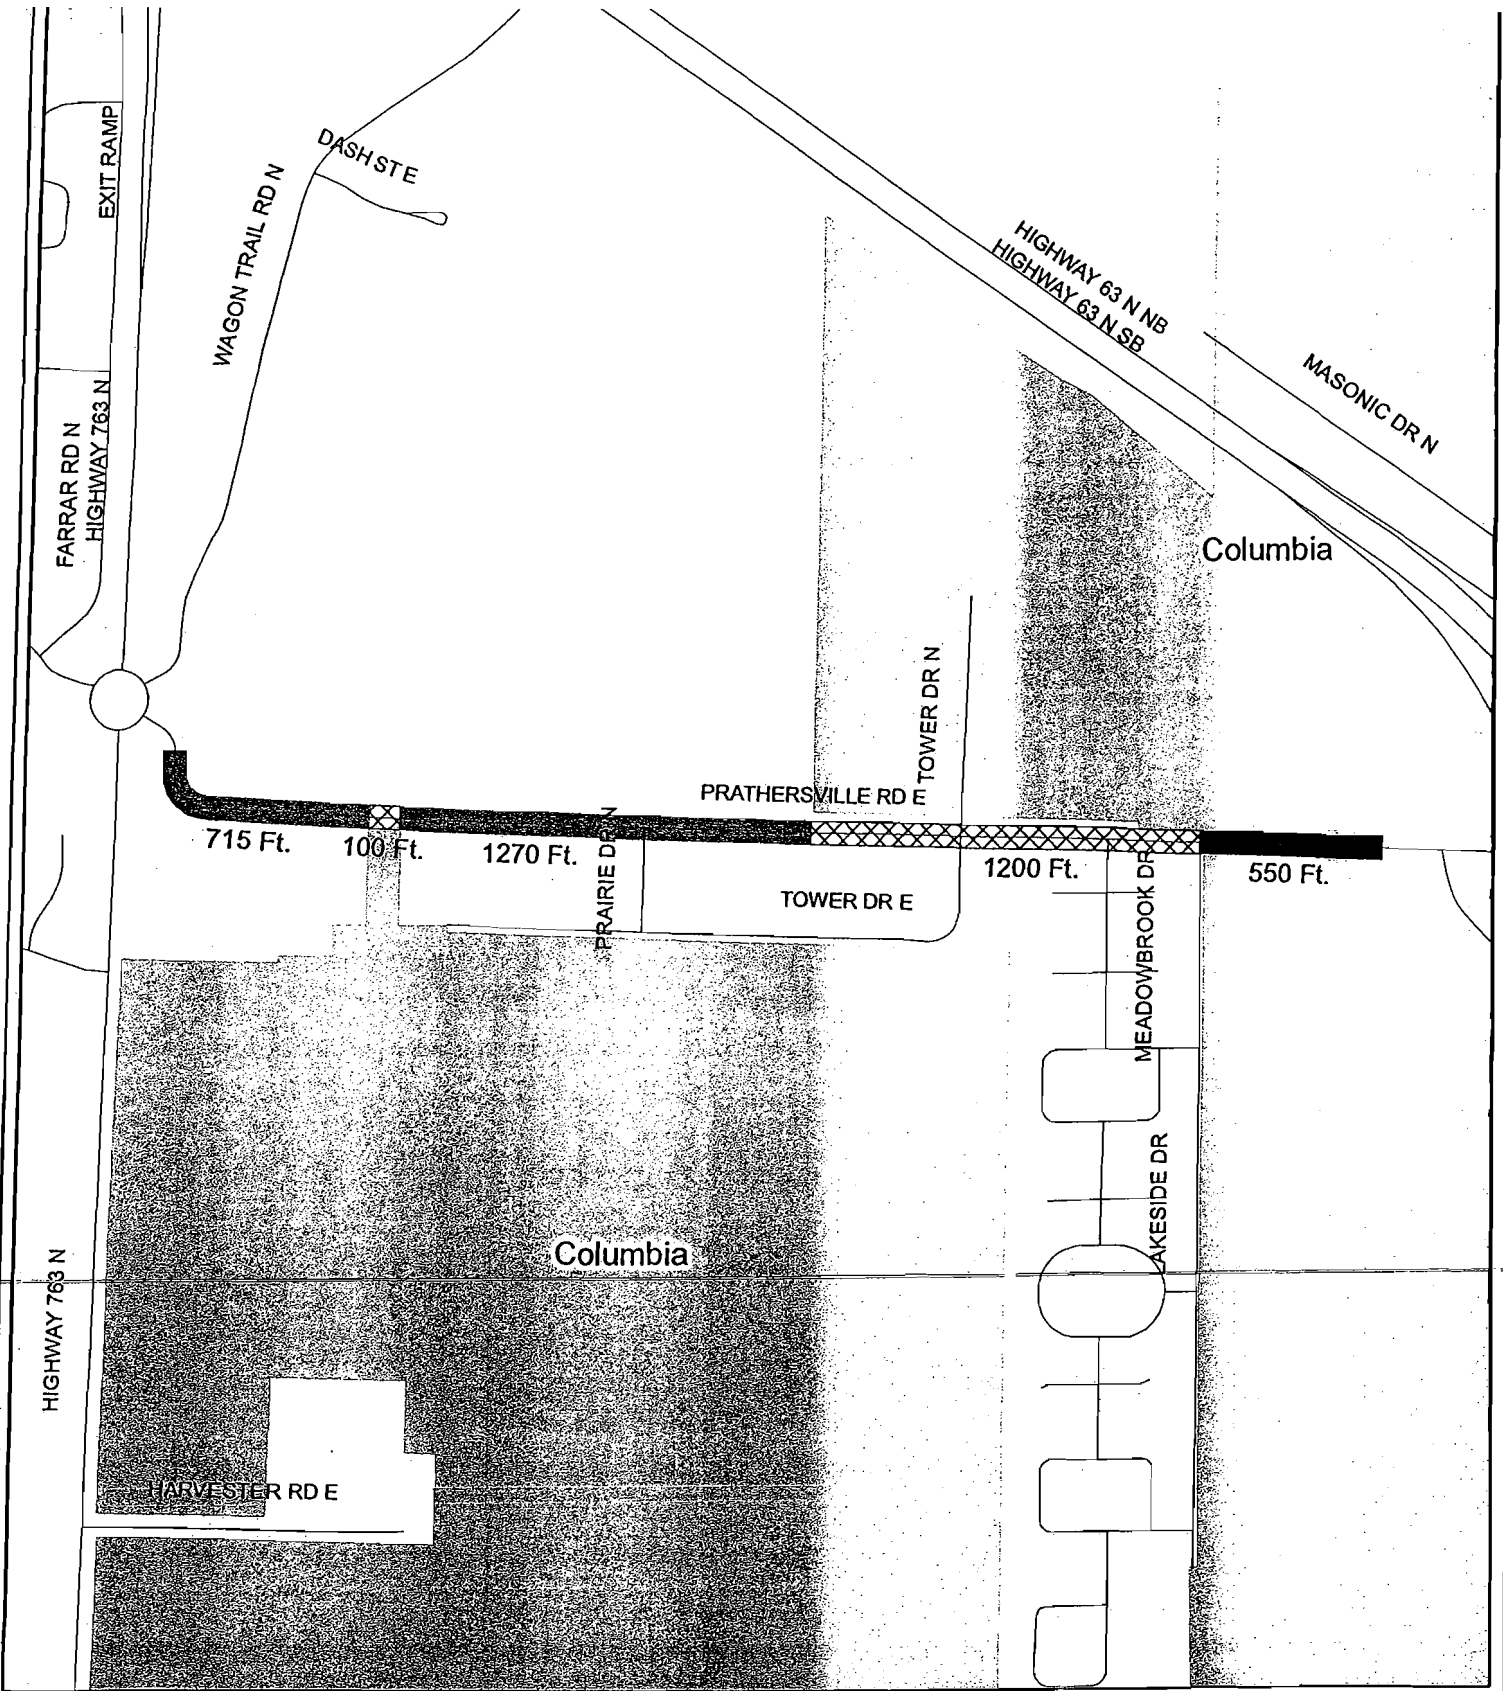 EXIT RAMP
DASH ST E
WAGON TRAIL RD N
HIGHWAY 63 N NB
HIGHWAY 63 N SB
MASONIC DR N
FARRAR RD N
HIGHWAY 763 N
Columbia
TOWER DR N
PRATHERSVILLE RD E
715 Ft.
100 Ft.
1270 Ft.
PRAIRIE DR N
1200 Ft.
550 Ft.
TOWER DR E
MEADOWBROOK DR
LAKESIDE DR
Columbia
HIGHWAY 763 N
HARVESTER RD E